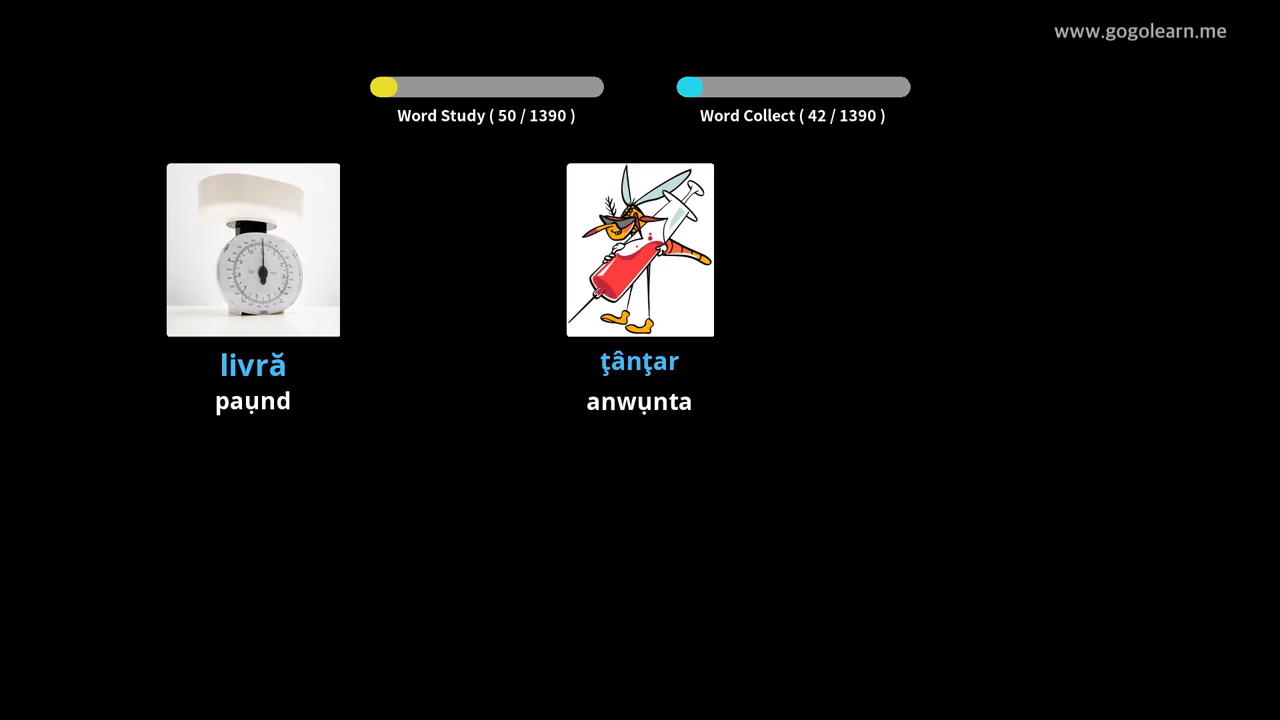 www.gogolearn.me
Word Study ( 50 / 1390 )
Word Collect ( 42 / 1390 )
livră
paụnd
ţânţar
anwụnta